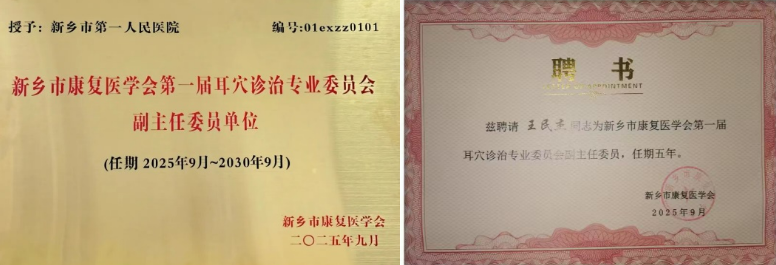 授予：新乡市第一人民医院
编号:01exzz0101
新乡市康复医学会第一届耳穴诊治专业委员会
副主任委员单位
(任期 2025年9月~2030年9月)
新乡市康复医学会
二〇二五年九月
聘书
APPOINTMENT
兹聘请 王民杰 同志为新乡市康复医学会第一届
耳穴诊治专业委员会副主任委员，任期五年。
新乡市康复医学会
2025年9月